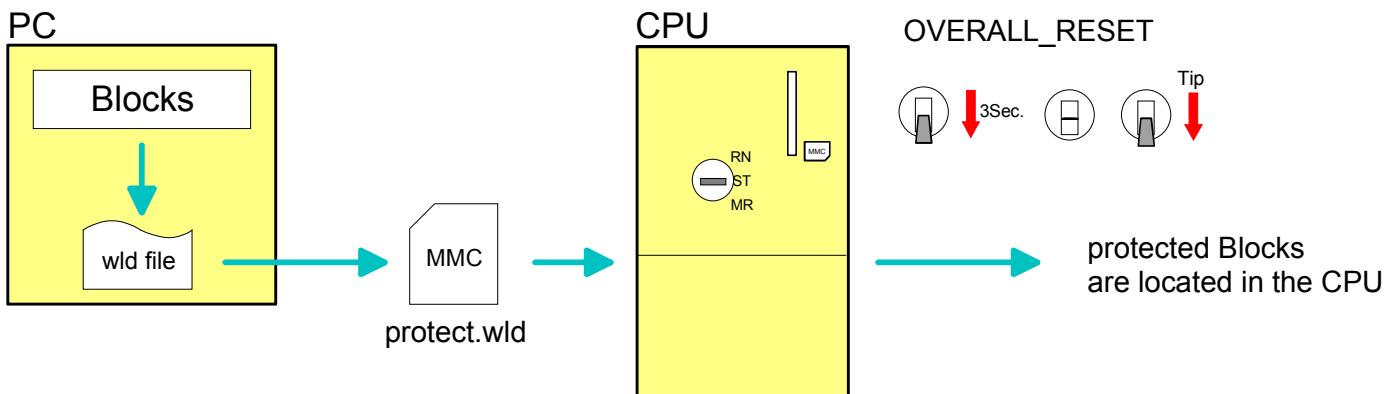 PC
Blocks
wld file
MMC
protect.wld
CPU
MMC
RN
ST
MR
OVERALL_RESET
3Sec.
Tip
protected Blocks
are located in the CPU